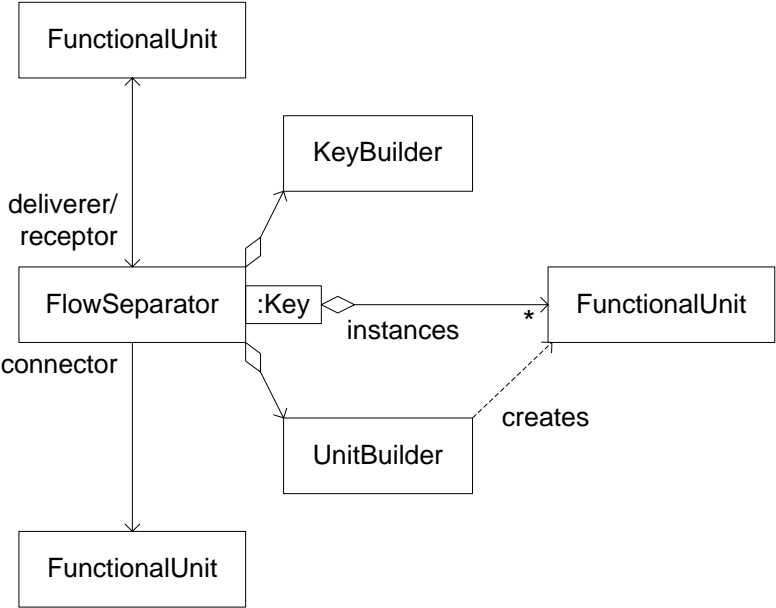 FunctionalUnit
KeyBuilder
deliverer/
receptor
FlowSeparator
:Key
instances
*
FunctionalUnit
connector
creates
UnitBuilder
FunctionalUnit